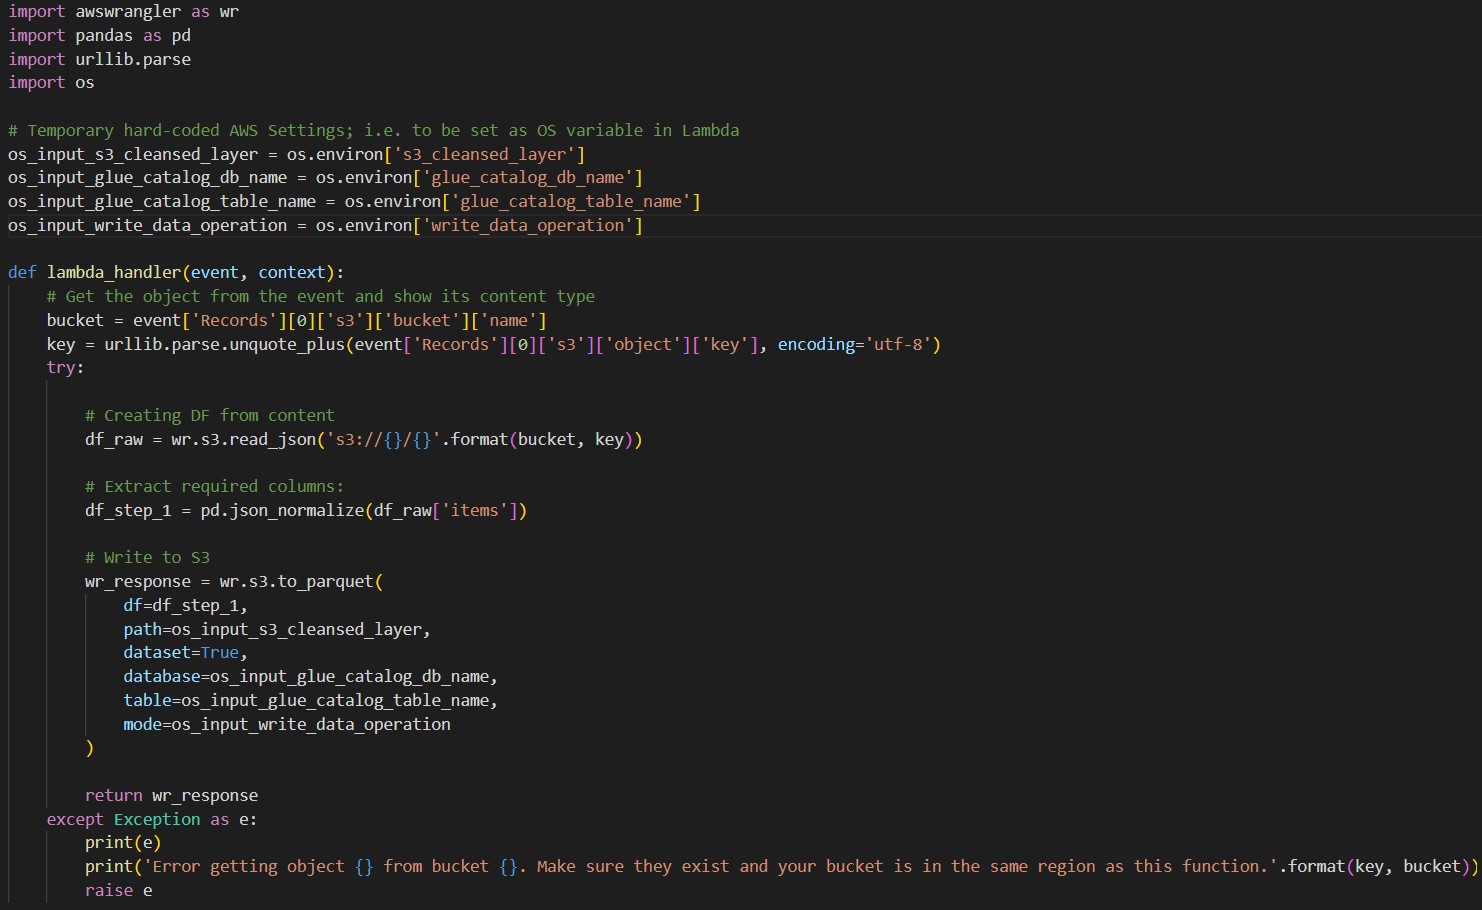 import awswrangler as wr
import pandas as pd
import urllib.parse
import os

# Temporary hard-coded AWS Settings; i.e. to be set as OS variable in Lambda
os_input_s3_cleansed_layer = os.environ['s3_cleansed_layer']
os_input_glue_catalog_db_name = os.environ['glue_catalog_db_name']
os_input_glue_catalog_table_name = os.environ['glue_catalog_table_name']
os_input_write_data_operation = os.environ['write_data_operation']

def lambda_handler(event, context):
    # Get the object from the event and show its content type
    bucket = event['Records'][0]['s3']['bucket']['name']
    key = urllib.parse.unquote_plus(event['Records'][0]['s3']['object']['key'], encoding='utf-8')
    try:

        # Creating DF from content
        df_raw = wr.s3.read_json('s3://{}/{}'.format(bucket, key))

        # Extract required columns:
        df_step_1 = pd.json_normalize(df_raw['items'])

        # Write to S3
        wr_response = wr.s3.to_parquet(
            df=df_step_1,
            path=os_input_s3_cleansed_layer,
            dataset=True,
            database=os_input_glue_catalog_db_name,
            table=os_input_glue_catalog_table_name,
            mode=os_input_write_data_operation
        )

        return wr_response
    except Exception as e:
        print(e)
        print('Error getting object {} from bucket {}. Make sure they exist and your bucket is in the same region as this function.'.format(key, bucket))
        raise e